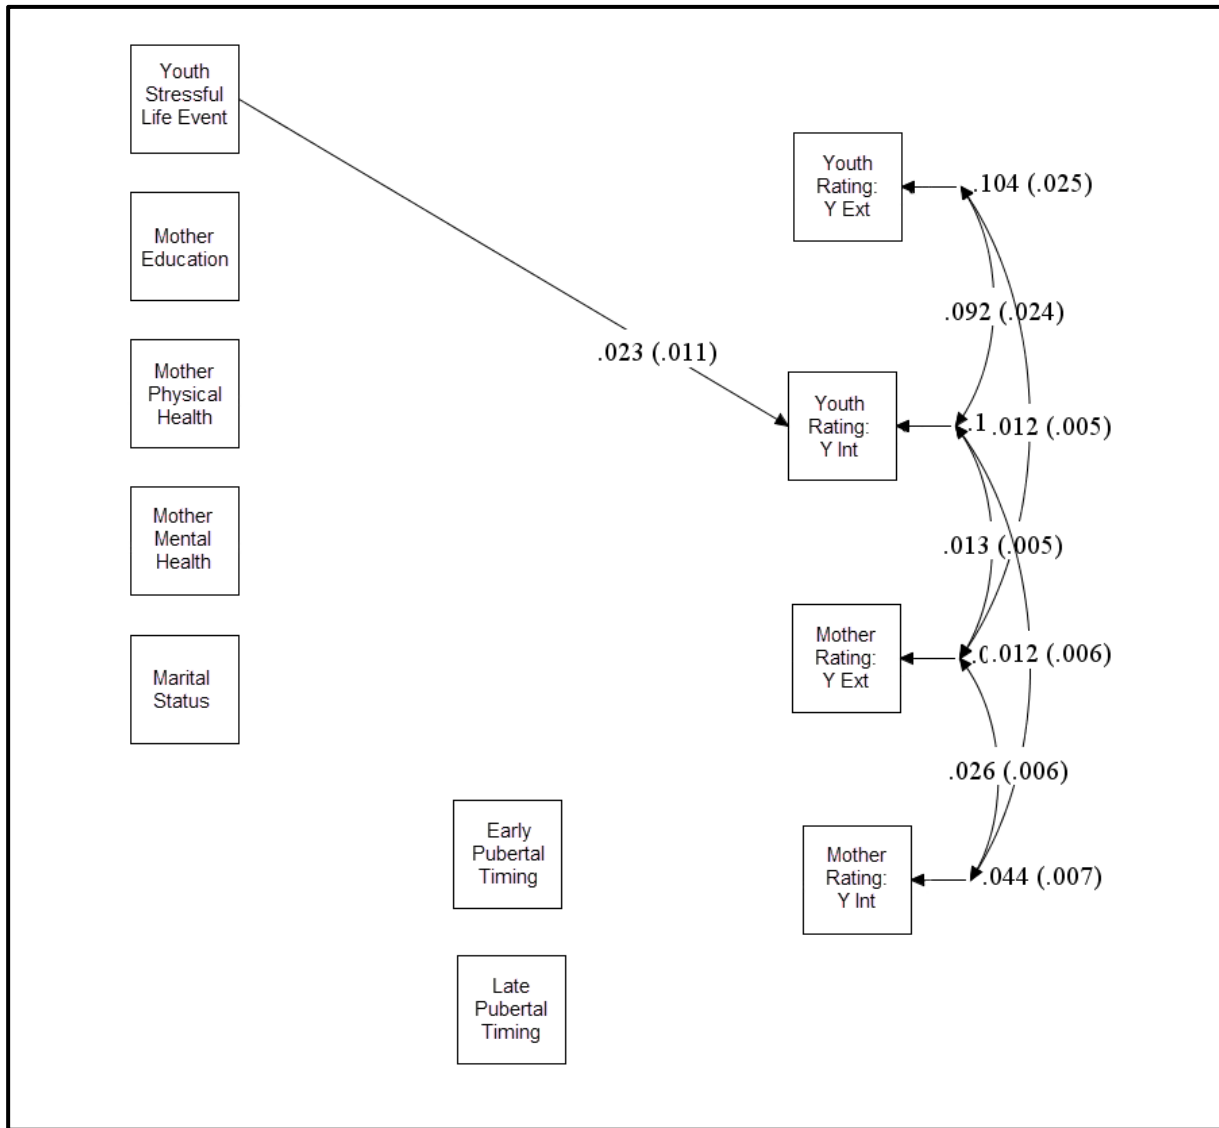 Youth
Stressful
Life Event
Mother
Education
Mother
Physical
Health
Mother
Mental
Health
Marital
Status
Early
Pubertal
Timing
Late
Pubertal
Timing
.023 (.011)
Youth
Rating:
Y Ext
Youth
Rating:
Y Int
Mother
Rating:
Y Ext
Mother
Rating:
Y Int
.104 (.025)
.092 (.024)
.012 (.005)
.013 (.005)
.012 (.006)
.026 (.006)
.044 (.007)